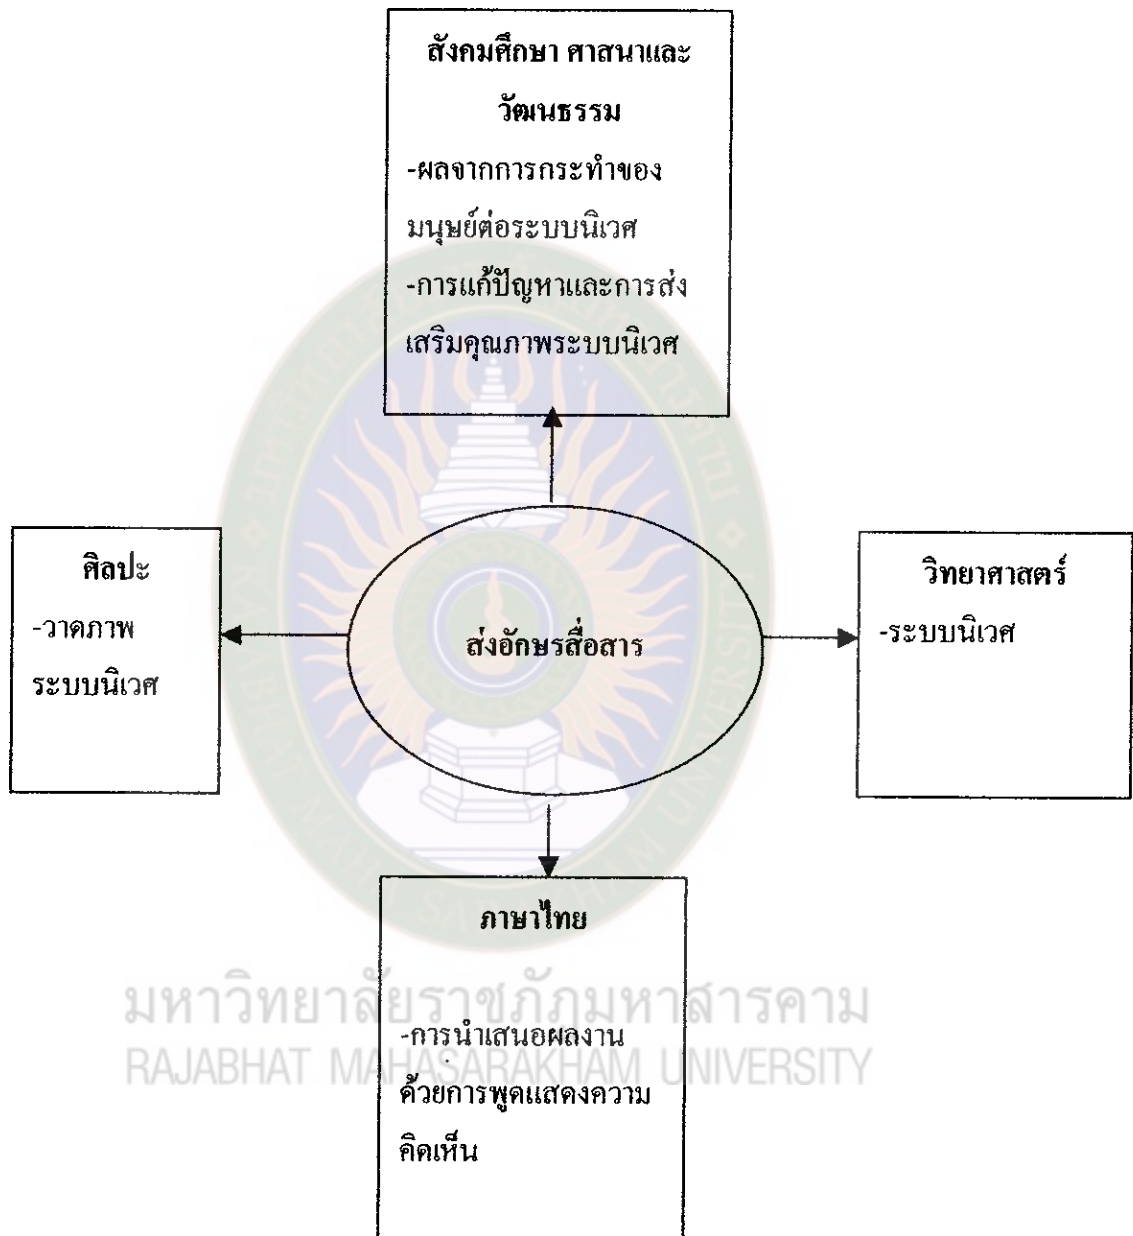 สังคมศึกษา ศาสนาและ
วัฒนธรรม
-ผลจากการกระทำของ
มนุษย์ต่อระบบนิเวศ
-การแก้ปัญหาและการส่ง
เสริมคุณภาพระบบนิเวศ
ศิลปะ
-วาดภาพ
ระบบนิเวศ
ส่งอักษรสื่อสาร
วิทยาศาสตร์
-ระบบนิเวศ
ภาษาไทย
-การนำเสนอผลงาน
ด้วยการพูดแสดงความ
คิดเห็น
มหาวิทยาลัยราชภัฏมหาสารคาม
RAJABHAT MAHASARAKHAM UNIVERSITY